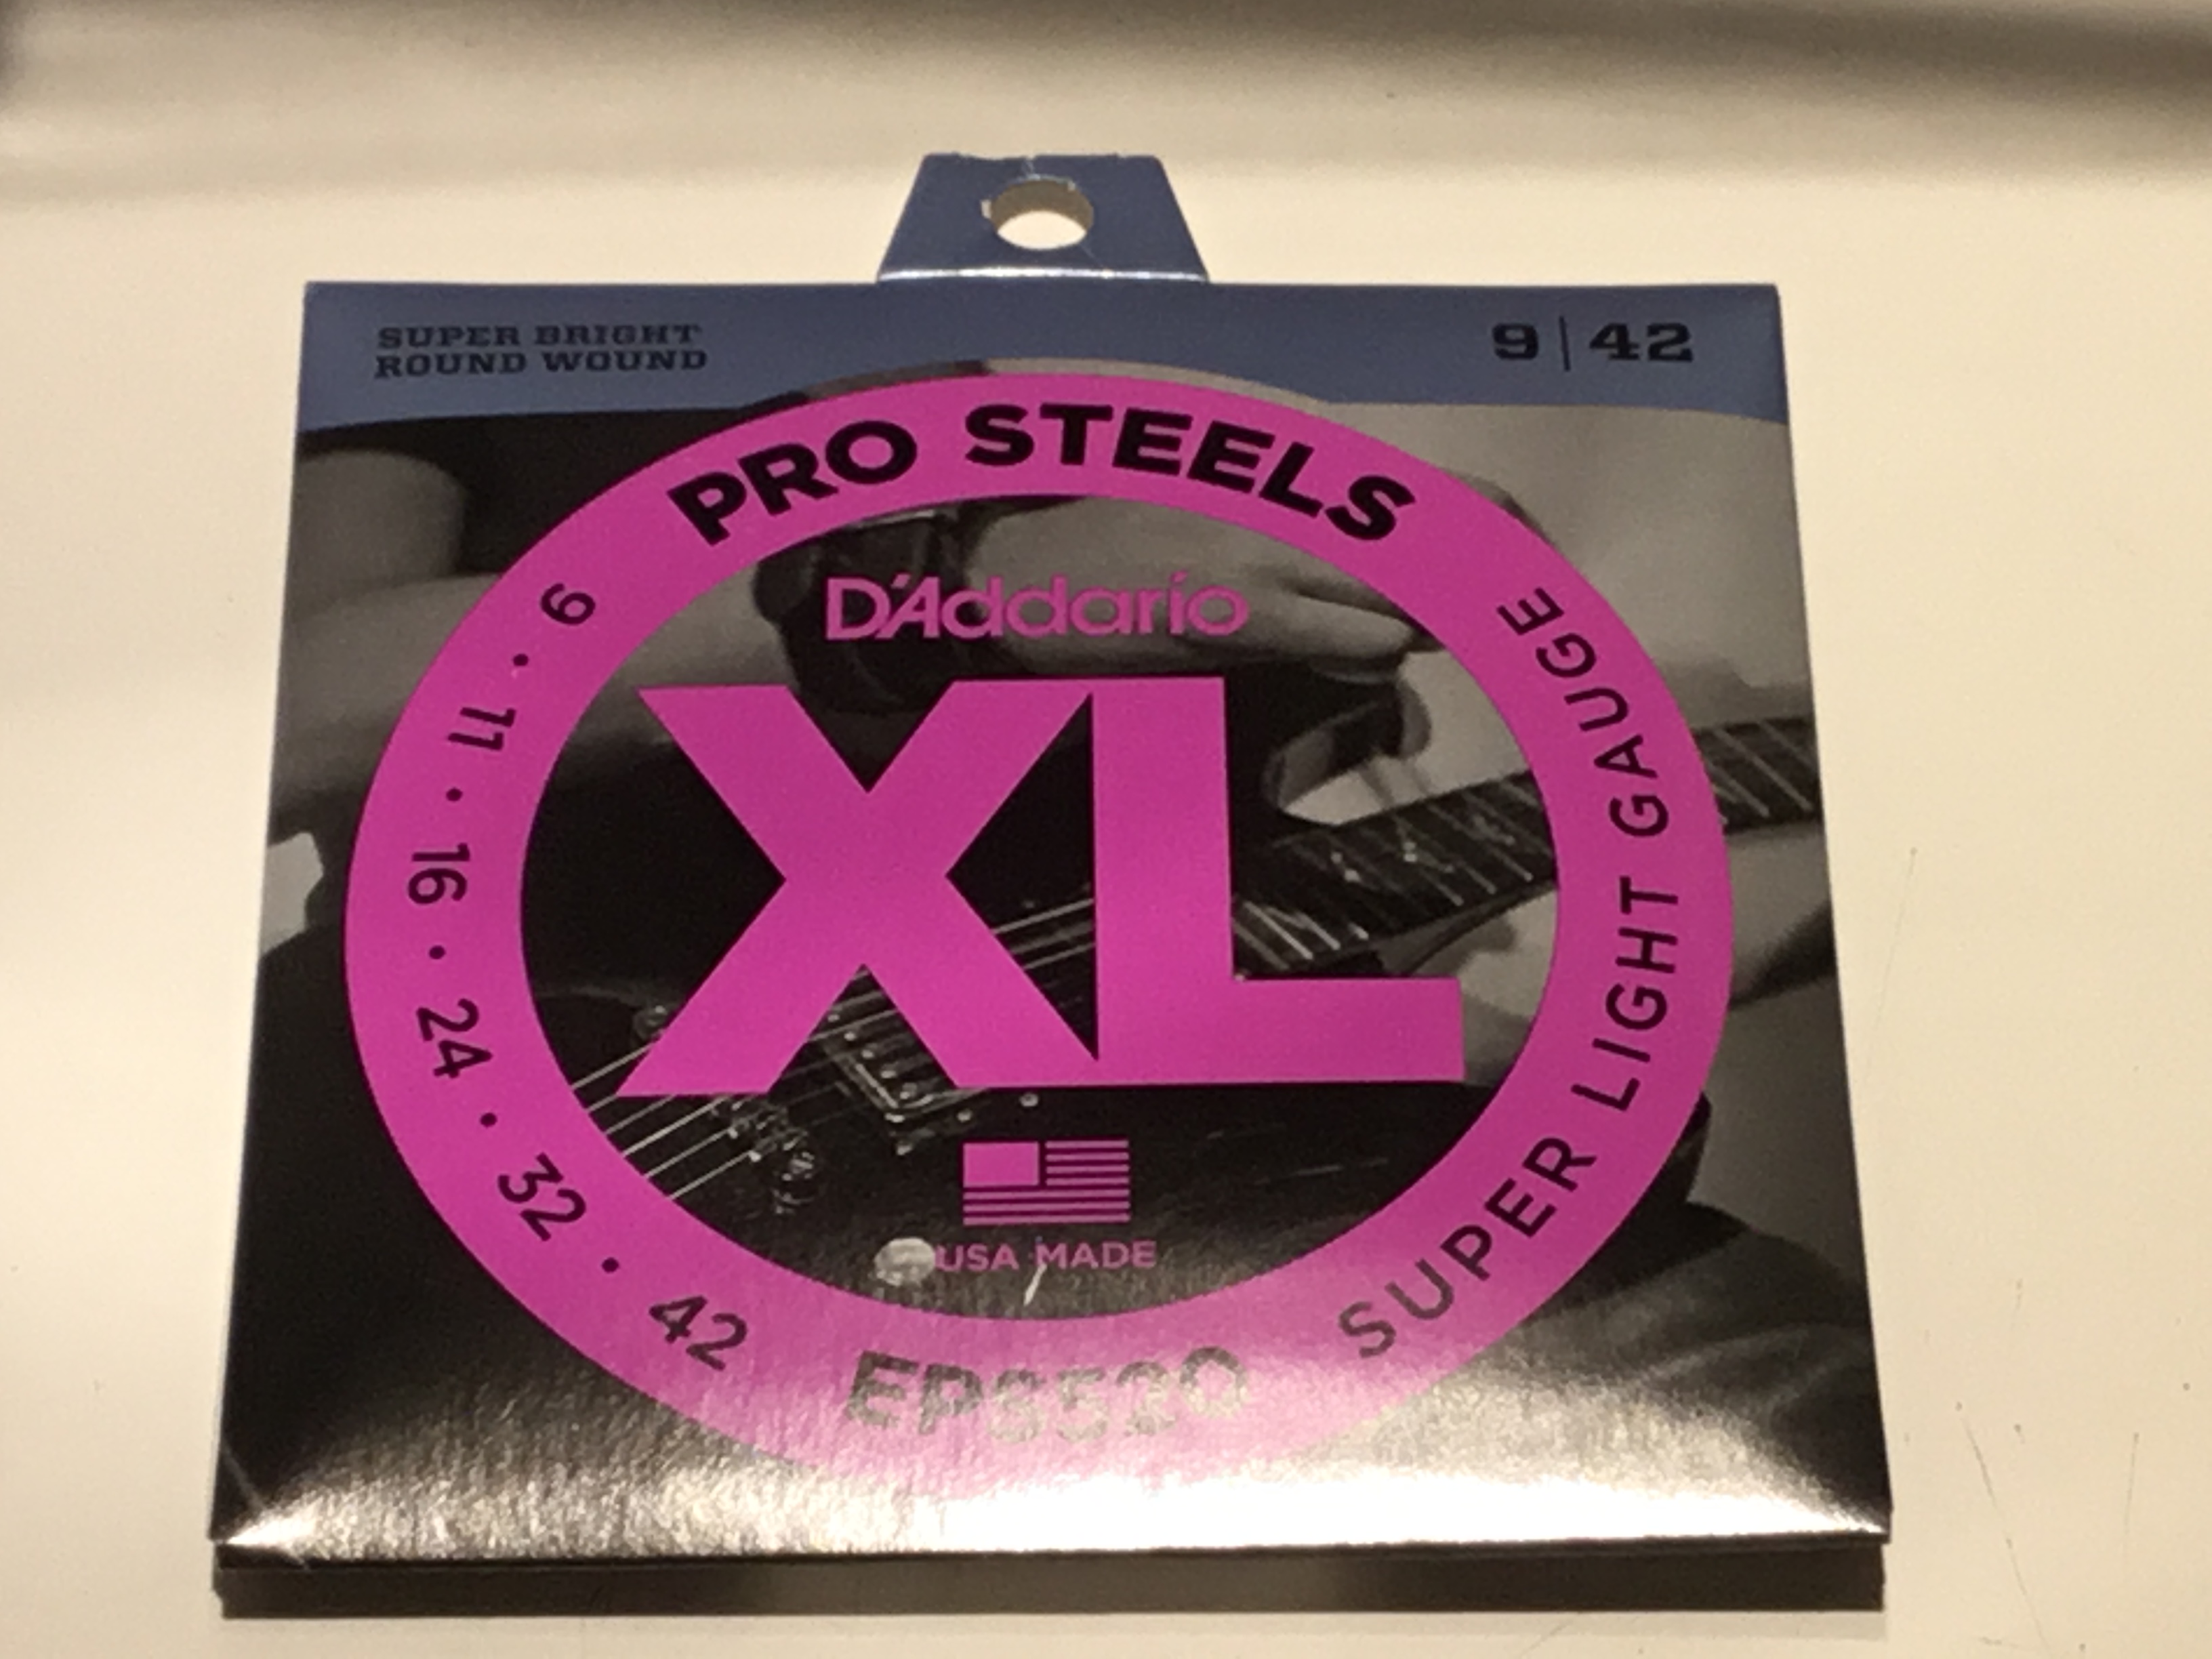 SUPER BRIGHT
ROUND WOUND
9 | 42
PRO STEELS
D'Addario
XL
USA MADE
9 • 11 • 16 • 24 • 32 • 42
EPS520
SUPER LIGHT GAUGE